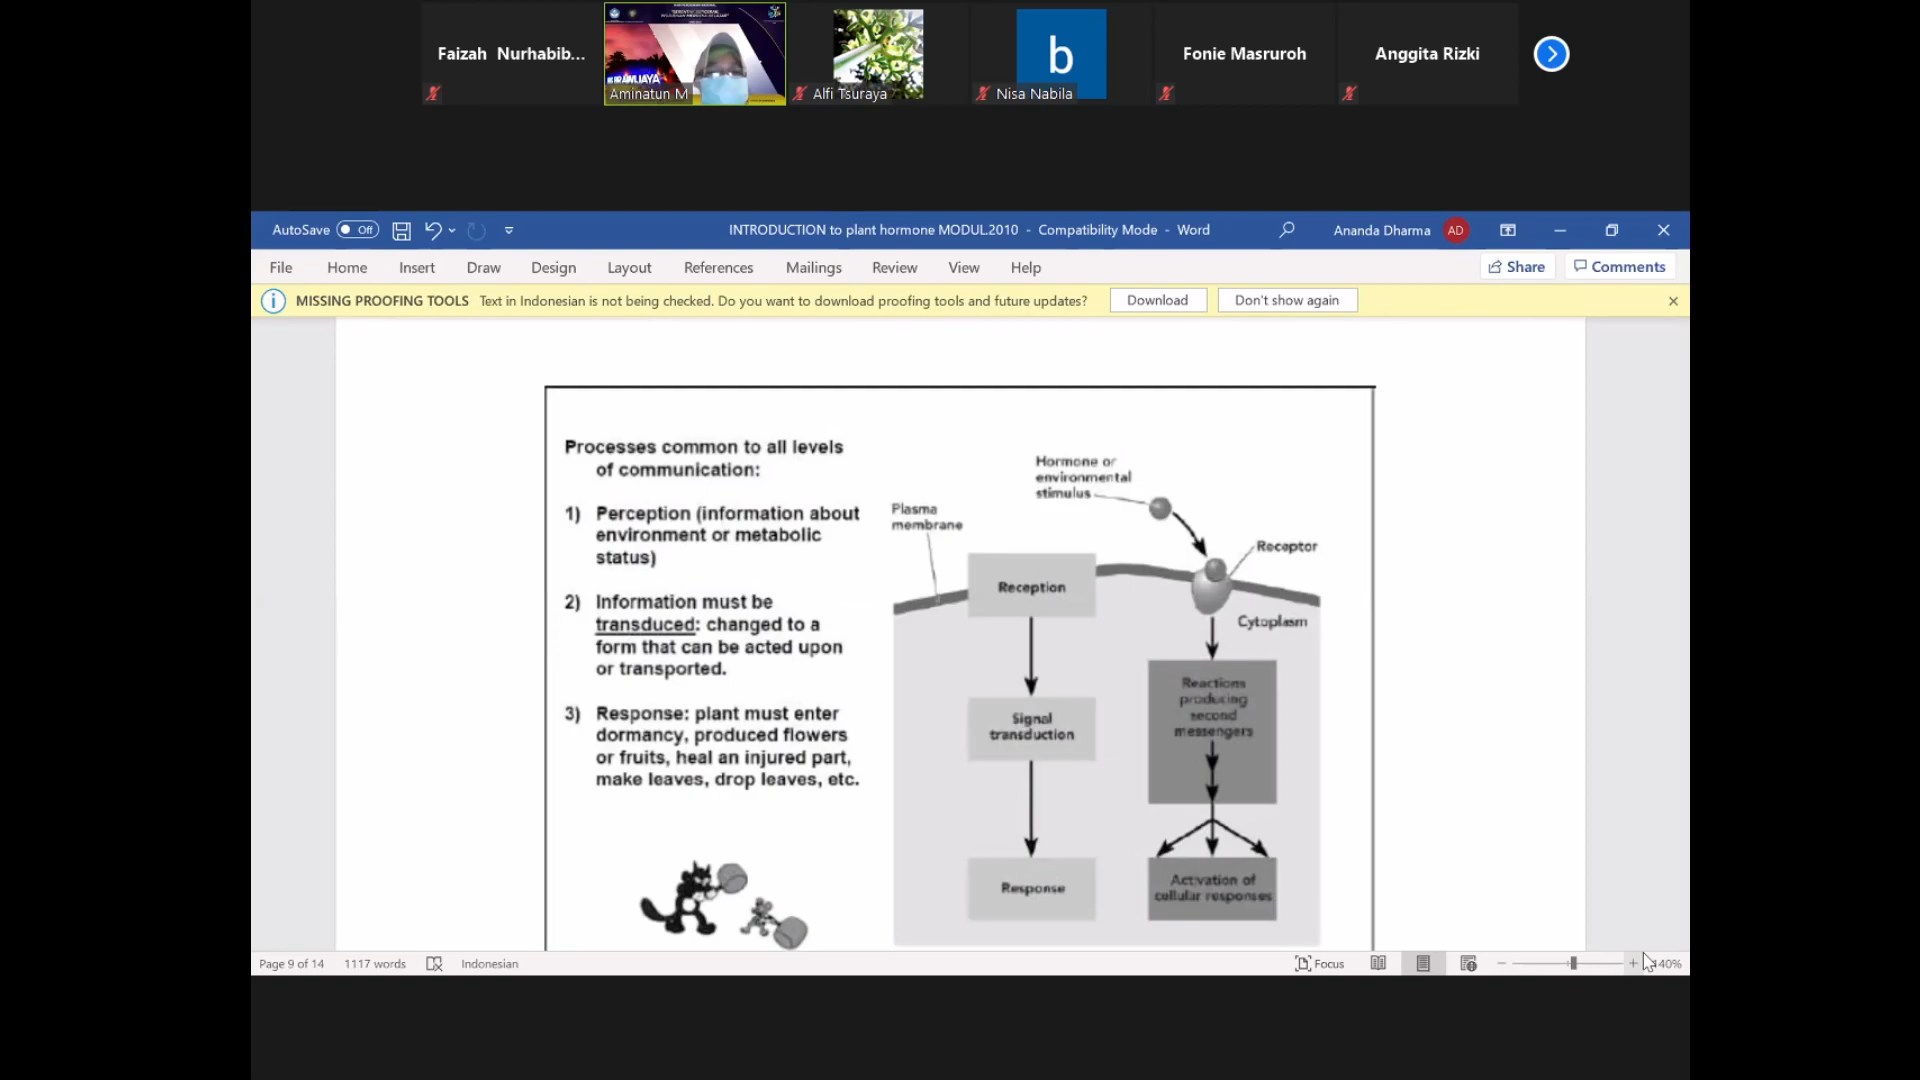 Faizah Nurhabib...
Aminatun M
Alfi Tsuraya
b
Nisa Nabila
Fonie Masruroh
Anggita Rizki
AutoSave Off
INTRODUCTION to plant hormone MODUL.2010 - Compatibility Mode - Word
Ananda Dharma AD
File Home Insert Draw Design Layout References Mailings Review View Help
Share Comments
MISSING PROOFING TOOLS Text in Indonesian is not being checked. Do you want to download proofing tools and future updates? Download Don't show again
Processes common to all levels
of communication:
1) Perception (information about
environment or metabolic
status)
2) Information must be
transduced: changed to a
form that can be acted upon
or transported.
3) Response: plant must enter
dormancy, produced flowers
or fruits, heal an injured part,
make leaves, drop leaves, etc.
Hormone or
environmental
stimulus
Plasma
membrane
Receptor
Reception
Cytoplasm
Signal
transduction
Reactions
producing
second
messengers
Response
Activation of
cellular responses
Page 9 of 14 1117 words Indonesian
Focus